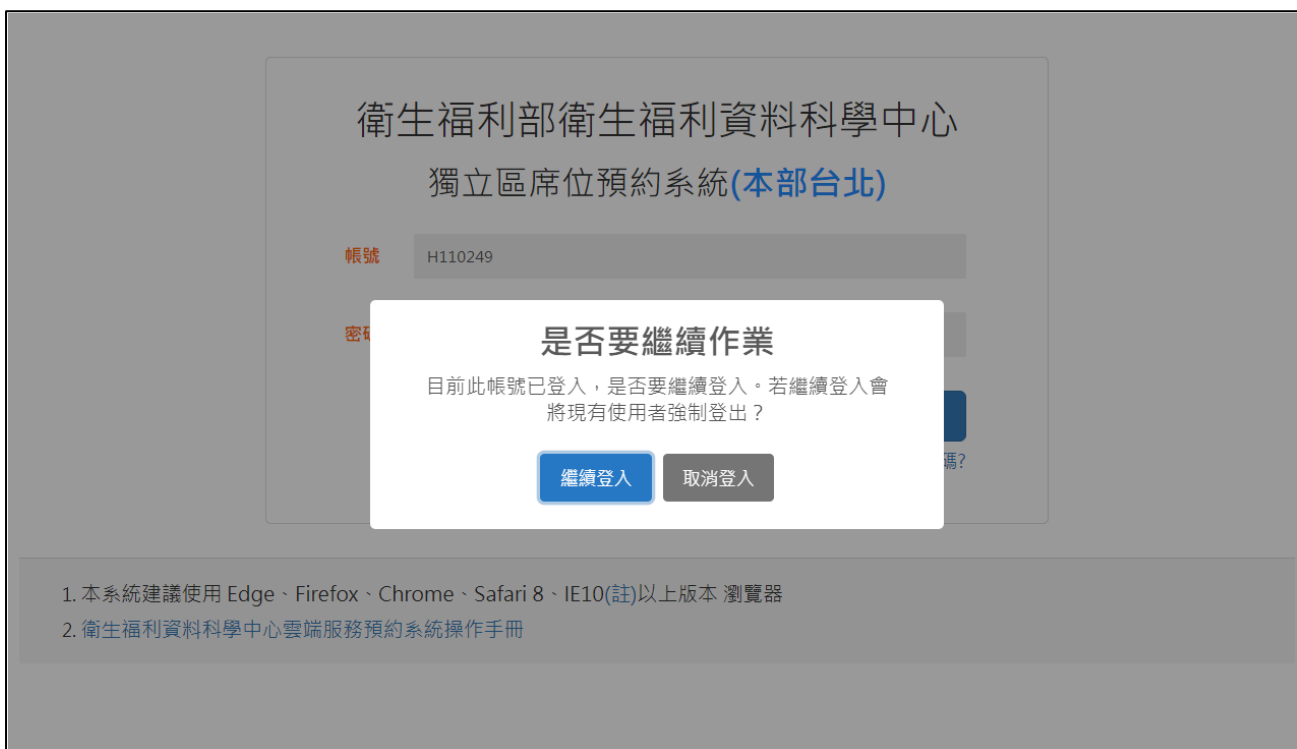 衛生福利部衛生福利資料科學中心
獨立區席位預約系統(本部台北)
帳號
H110249
密
是否要繼續作業
目前此帳號已登入，是否要繼續登入。若繼續登入會
將現有使用者強制登出？
繼續登入
取消登入
碼?
1. 本系統建議使用 Edge、Firefox、Chrome、Safari 8、IE10(註)以上版本 瀏覽器
2. 衛生福利資料科學中心雲端服務預約系統操作手冊